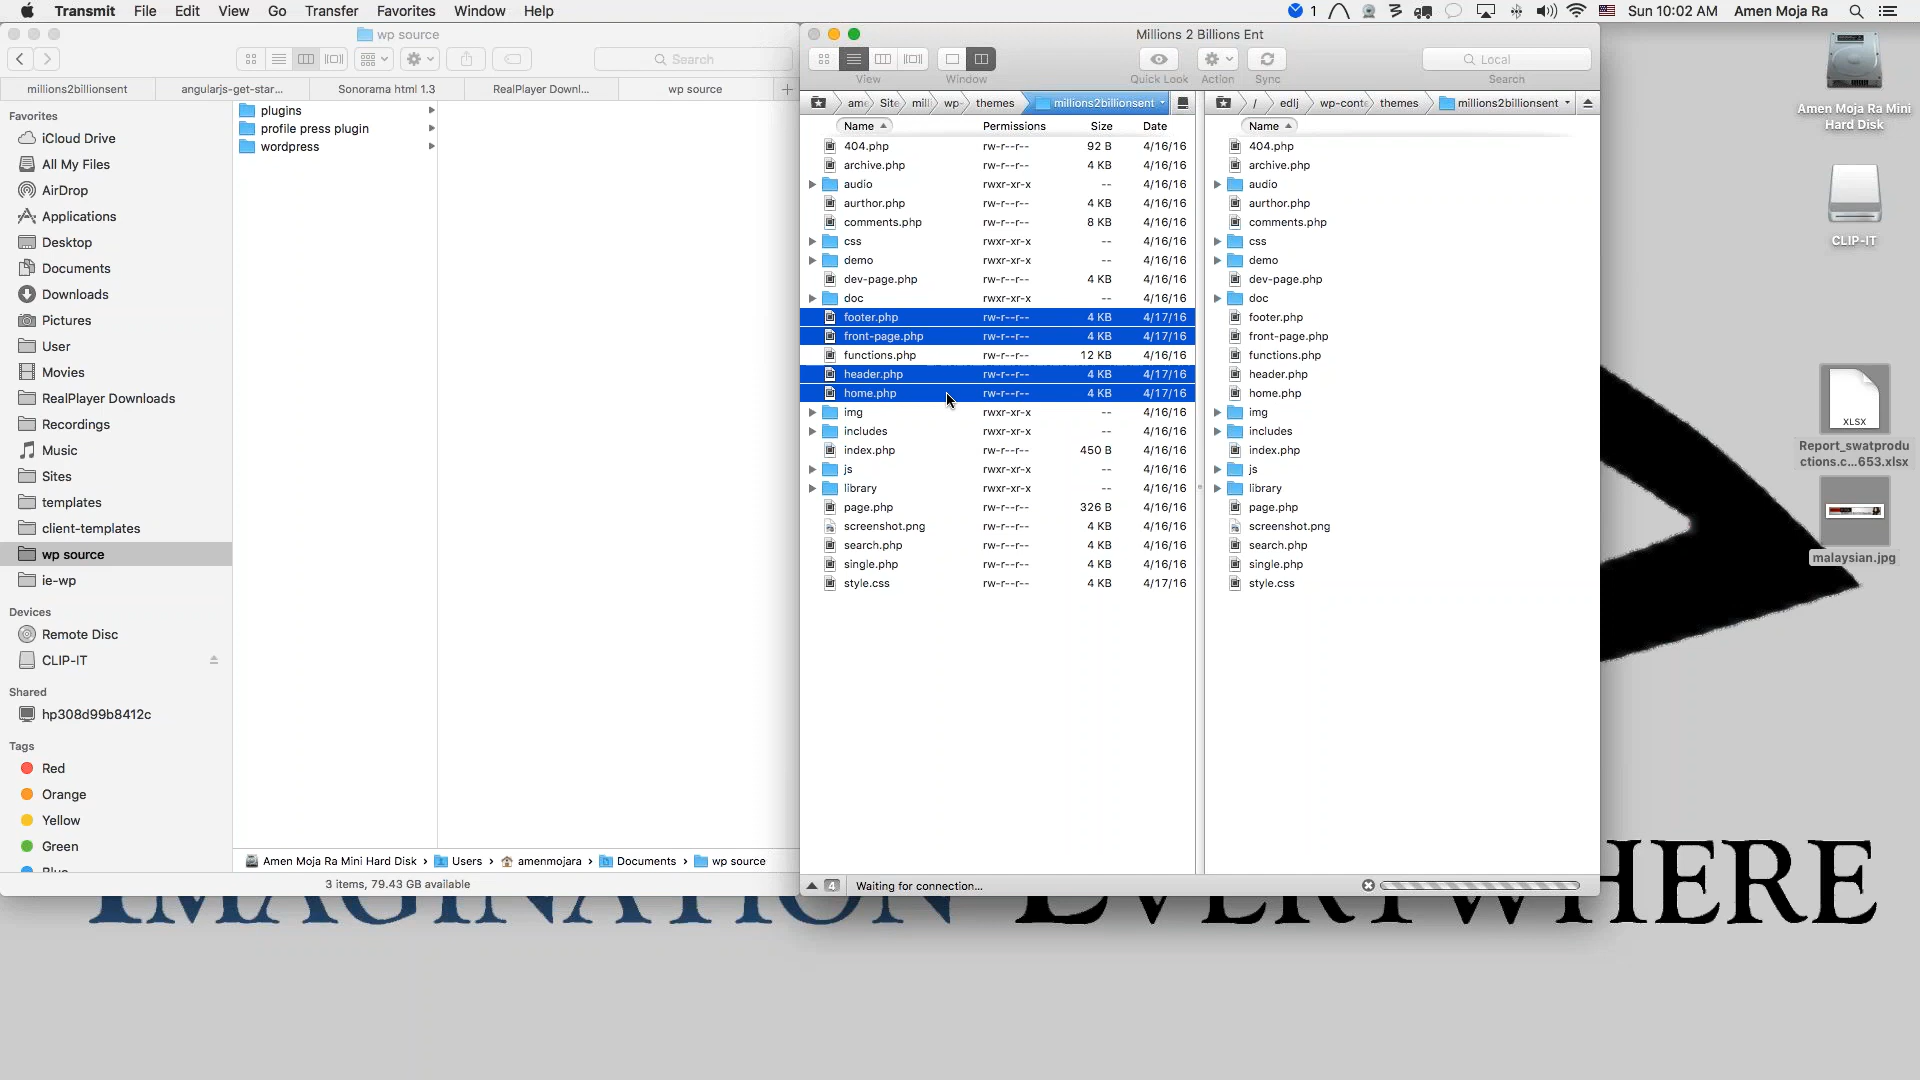 Transmit File Edit View Go Transfer Favorites Window Help
1 Sun 10:02 AM Amen Moja Ra
wp source
Search
millions2billionsent angularjs-get-star... Sonorama html 1.3 RealPlayer Downl... wp source
Favorites
iCloud Drive
All My Files
AirDrop
Applications
Desktop
Documents
Downloads
Pictures
User
Movies
RealPlayer Downloads
Recordings
Music
Sites
templates
client-templates
wp source
ie-wp
Devices
Remote Disc
CLIP-IT
Shared
hp308d99b8412c
Tags
Red
Orange
Yellow
Green
Blue
plugins
profile press plugin
wordpress
Amen Moja Ra Mini Hard Disk › Users › amenmojara › Documents › wp source
3 items, 79.43 GB available
Millions 2 Billions Ent
View Window Quick Look Action Sync Search
Local
ame Site milli wp- themes millions2billionsent
Name Permissions Size Date
404.php rw-r--r-- 92 B 4/16/16
archive.php rw-r--r-- 4 KB 4/16/16
audio rwxr-xr-x -- 4/16/16
aurthor.php rw-r--r-- 4 KB 4/16/16
comments.php rw-r--r-- 8 KB 4/16/16
css rwxr-xr-x -- 4/16/16
demo rwxr-xr-x -- 4/16/16
dev-page.php rw-r--r-- 4 KB 4/16/16
doc rwxr-xr-x -- 4/16/16
footer.php rw-r--r-- 4 KB 4/17/16
front-page.php rw-r--r-- 4 KB 4/17/16
functions.php rw-r--r-- 12 KB 4/16/16
header.php rw-r--r-- 4 KB 4/17/16
home.php rw-r--r-- 4 KB 4/17/16
img rwxr-xr-x -- 4/16/16
includes rwxr-xr-x -- 4/16/16
index.php rw-r--r-- 450 B 4/16/16
js rwxr-xr-x -- 4/16/16
library rwxr-xr-x -- 4/16/16
page.php rw-r--r-- 326 B 4/16/16
screenshot.png rw-r--r-- 4 KB 4/16/16
search.php rw-r--r-- 4 KB 4/16/16
single.php rw-r--r-- 4 KB 4/16/16
style.css rw-r--r-- 4 KB 4/17/16
/ edlj wp-conte themes millions2billionsent
Name
404.php
archive.php
audio
aurthor.php
comments.php
css
demo
dev-page.php
doc
footer.php
front-page.php
functions.php
header.php
home.php
img
includes
index.php
js
library
page.php
screenshot.png
search.php
single.php
style.css
4 Waiting for connection...
Amen Moja Ra Mini
Hard Disk
CLIP-IT
XLSX
Report_swatprodu
ctions.c...653.xlsx
malaysian.jpg
IMAGINATION EVERYWHERE